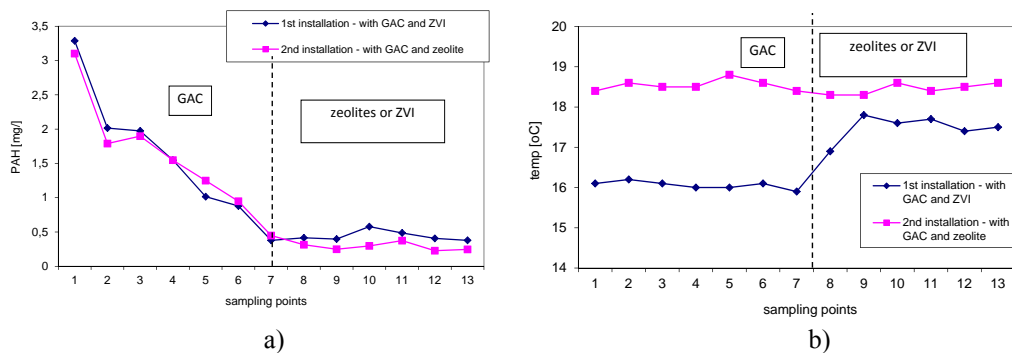 3,5
3
2,5
2
1,5
1
0,5
0
PAH [mg/]
1st installation - with GAC and ZVI
2nd installation - with GAC and zeolite
GAC
zeolites or ZVI
1 2 3 4 5 6 7 8 9 10 11 12 13
sampling points
a)
20
19
18
17
16
15
14
temp [oC]
GAC
zeolites or ZVI
1st installation - with
GAC and ZVI
2nd installation - with
GAC and zeolite
1 2 3 4 5 6 7 8 9 10 11 12 13
sampling points
b)